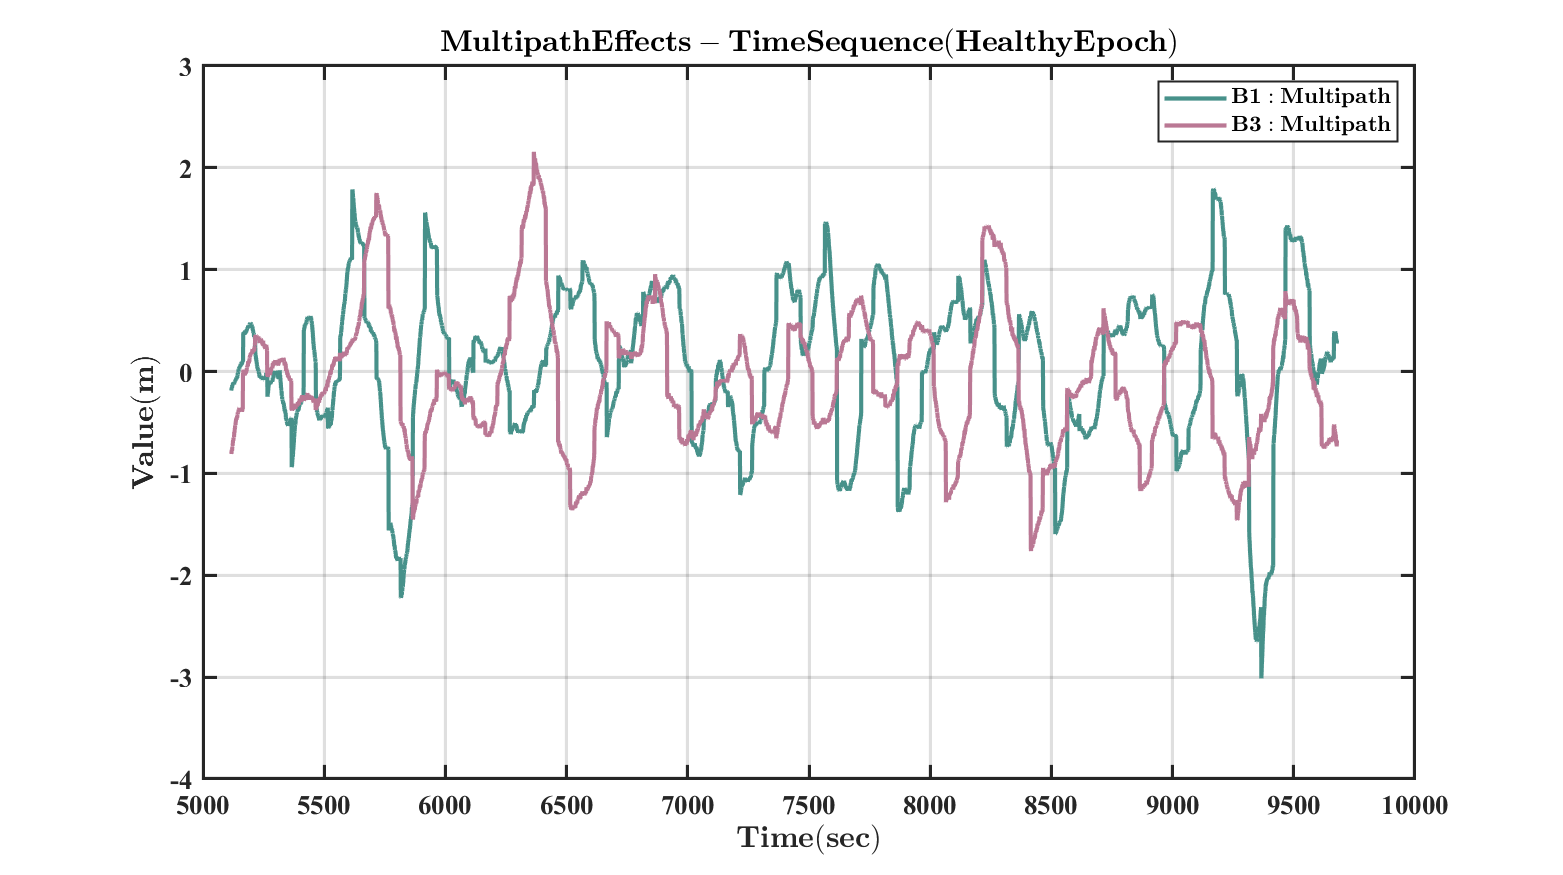 MultipathEffects – TimeSequence(HealthyEpoch)
B1 : Multipath
B3 : Multipath
Value(m)
3
2
1
0
-1
-2
-3
-4
5000 5500 6000 6500 7000 7500 8000 8500 9000 9500 10000
Time(sec)